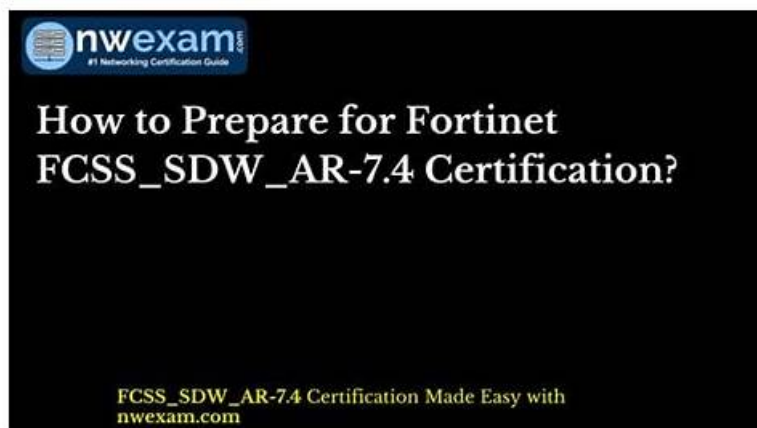 nwexam.com
#1 Networking Certification Guide
How to Prepare for Fortinet
FCSS_SDW_AR-7.4 Certification?
FCSS_SDW_AR-7.4 Certification Made Easy with
nwexam.com